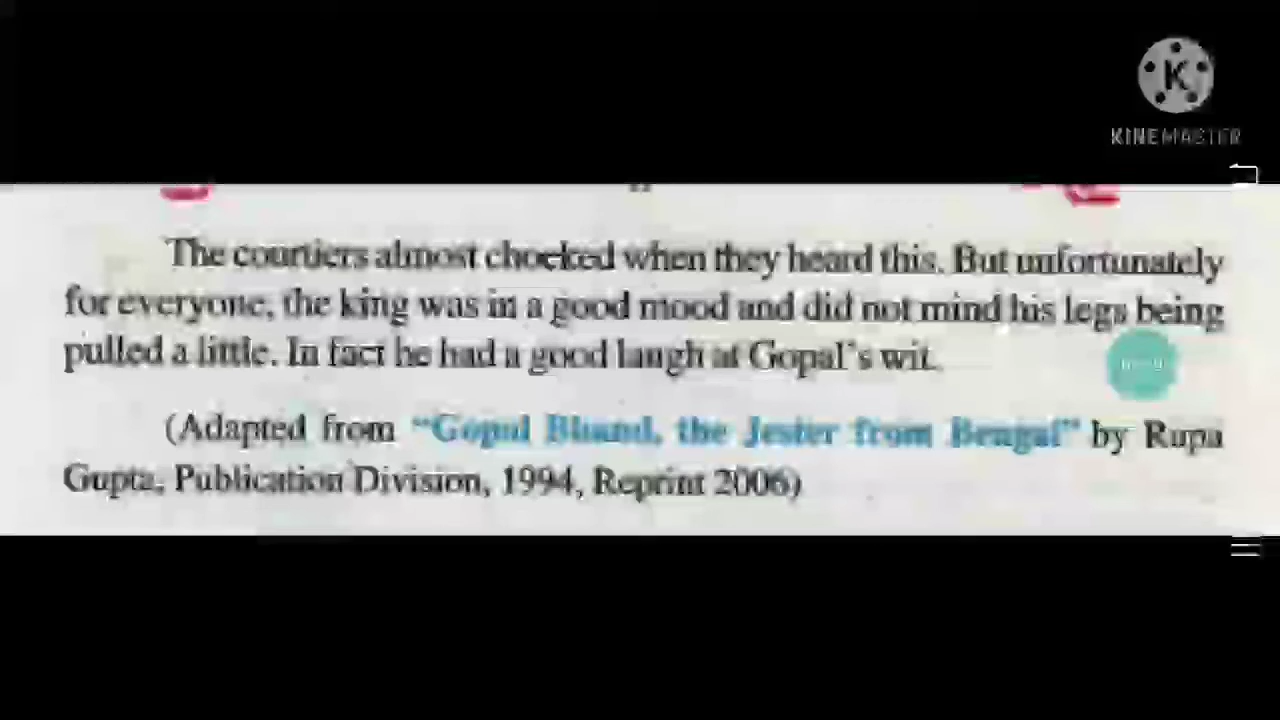 KINEMASTER
The courtiers almost chocked when they heard this. But unfortunately
for everyone, the king was in a good mood and did not mind his legs being
pulled a little. In fact he had a good laugh at Gopal's wit.
(Adapted from "Gopal Bhand, the Jester from Bengal" by Rupa
Gupta, Publication Division, 1994, Reprint 2006)